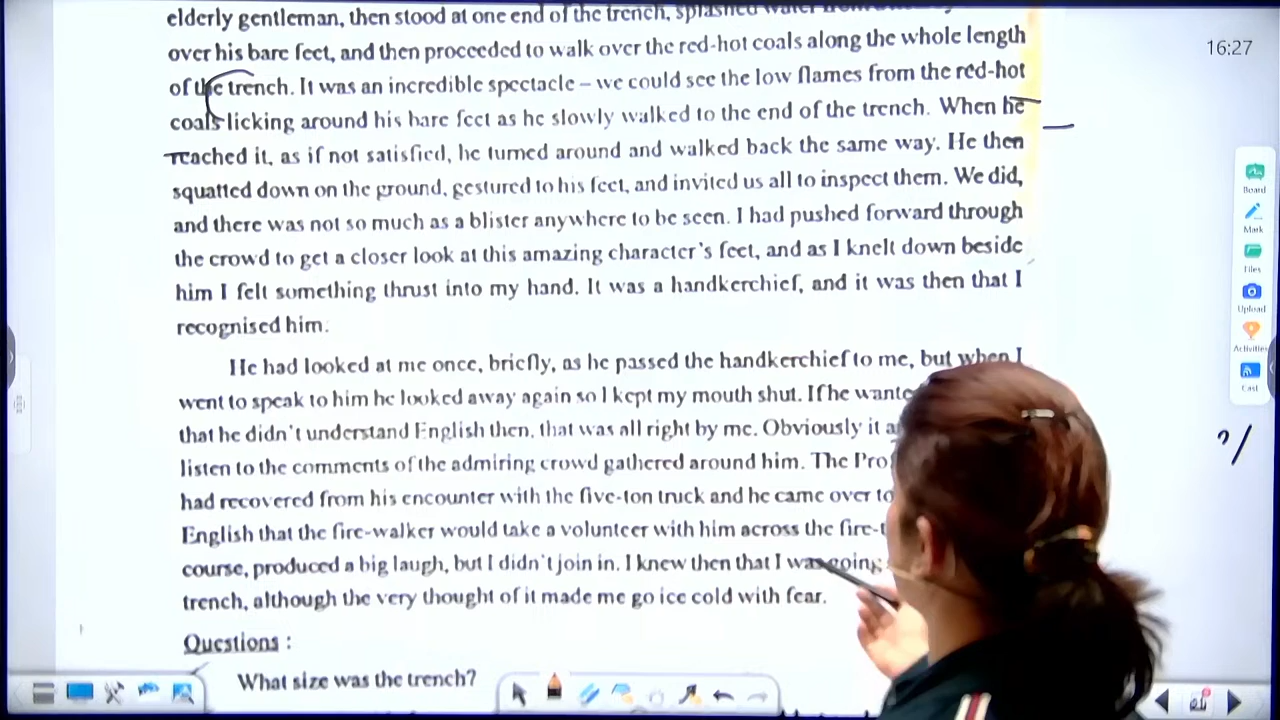 elderly gentleman, then stood at one end of the trench, splashed water
over his bare feet, and then proceeded to walk over the red-hot coals along the whole length
of the trench. It was an incredible spectacle – we could see the low flames from the red-hot
coals licking around his bare feet as he slowly walked to the end of the trench. When he
reached it, as if not satisfied, he turned around and walked back the same way. He then
squatted down on the ground, gestured to his feet, and invited us all to inspect them. We did,
and there was not so much as a blister anywhere to be seen. I had pushed forward through
the crowd to get a closer look at this amazing character's feet, and as I knelt down beside
him I felt something thrust into my hand. It was a handkerchief, and it was then that I
recognised him.
He had looked at me once, briefly, as he passed the handkerchief to me, but when I
went to speak to him he looked away again so I kept my mouth shut. If he
that he didn't understand English then, that was all right by me. Obviously it
listen to the comments of the admiring crowd gathered around him. The
had recovered from his encounter with the five-ton truck and he came over
English that the fire-walker would take a volunteer with him across the
course, produced a big laugh, but I didn't join in. I knew then that I was going
trench, although the very thought of it made me go ice cold with fear.
Questions :
What size was the trench?
16:27
Board
Mark
Files
Upload
Activities
Cast